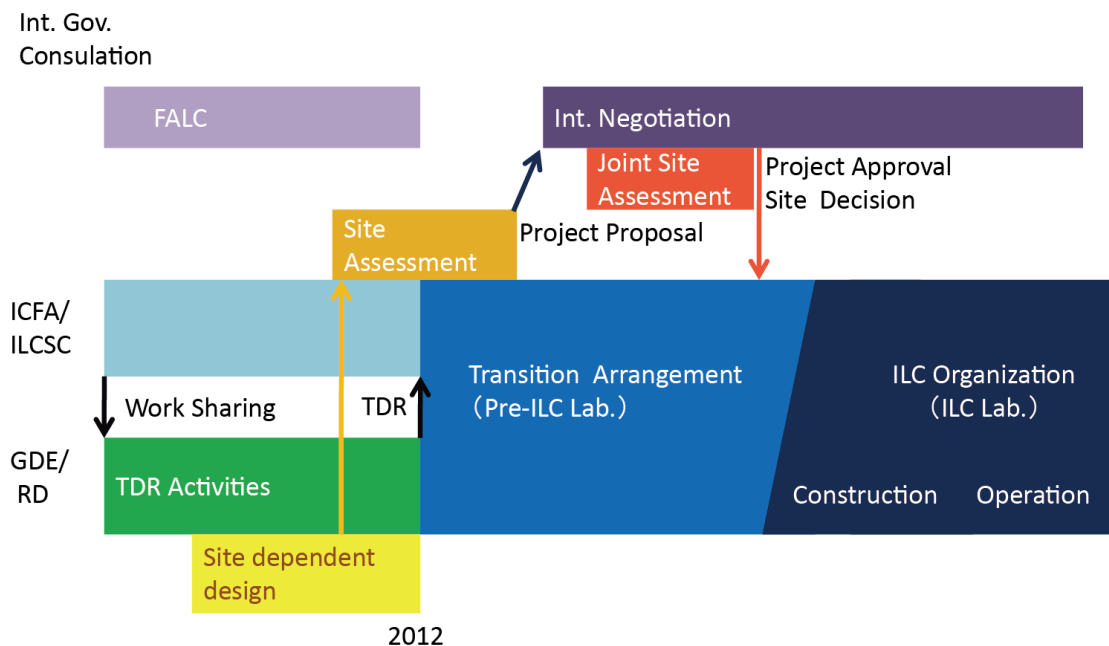 Int. Gov.
Consulation
FALC
Int. Negotiation
Joint Site
Assessment
Project Approval
Site Decision
Site
Assessment
Project Proposal
ICFA/
ILCSC
Work Sharing
TDR
Transition Arrangement
(Pre-ILC Lab.)
ILC Organization
(ILC Lab.)
GDE/
RD
TDR Activities
Construction
Operation
Site dependent
design
2012